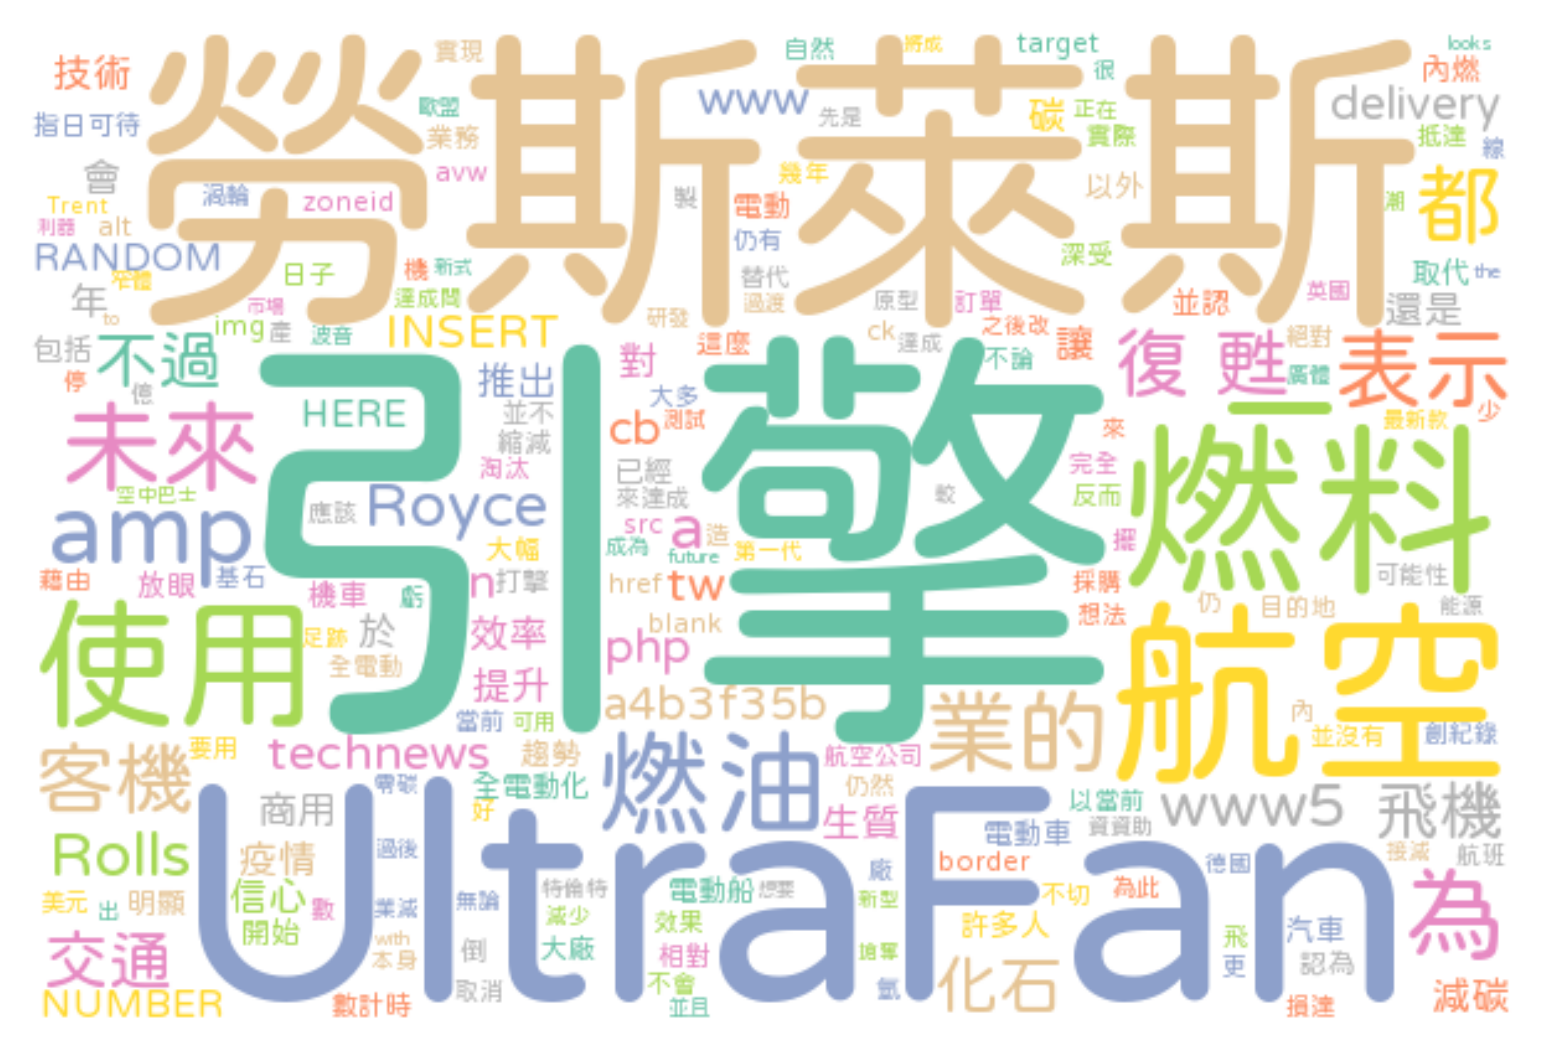 勞斯萊斯
引擎
UltraFan
航空
燃料
使用
燃油
未來
amp
表示
為
都
復甦
業的
客機
飛機
交通
化石
不過
Royce
Rolls
www5
www
delivery
technews
a4b3f35b
INSERT
RANDOM
NUMBER
HERE
技術
指日可待
會
Trent
利器
alt
渦輪
zoneid
實現
歐盟
業務
avw
自然
將成
target
很
looks
內燃
先是
碳
正在
實際
抵達
線
幾年
製
電動
以外
潮
仍有
深受
取代
the
日子
機
新式
達成問
窄體
年
to
市場
img
產
波音
替代
過渡
原型
訂單
並認
英國
還是
研發
ck
達成
之後改
這麼
讓
不論
絕對
廣體
包括
停
億
推出
對
大多
並不
縮減
cb
測試
最新款
少
來
淘汰
已經
來達成
完全
反而
較
空中巴士
應該
src
a
造
擺
大幅
成為
future
第一代
藉由
放眼
基石
機車
虧
n
打擊
href
tw
採購
可能性
想法
仍
目的地
能源
足跡
於
效率
blank
php
全電動
提升
當前
可用
內
並沒有
創紀錄
要用
趨勢
航空公司
零碳
全電動化
仍然
好
商用
生質
以當前
電動車
資資助
疫情
過後
border
接減
航班
廠
德國
美元
出
明顯
信心
數
業減
無論
特倫特
電動船
想要
新型
不切
為此
開始
減少
效果
許多人
飛
汽車
with
本身
倒
大廠
相對
搶奪
更
認為
取消
不會
並且
氫
數計時
損達
減碳